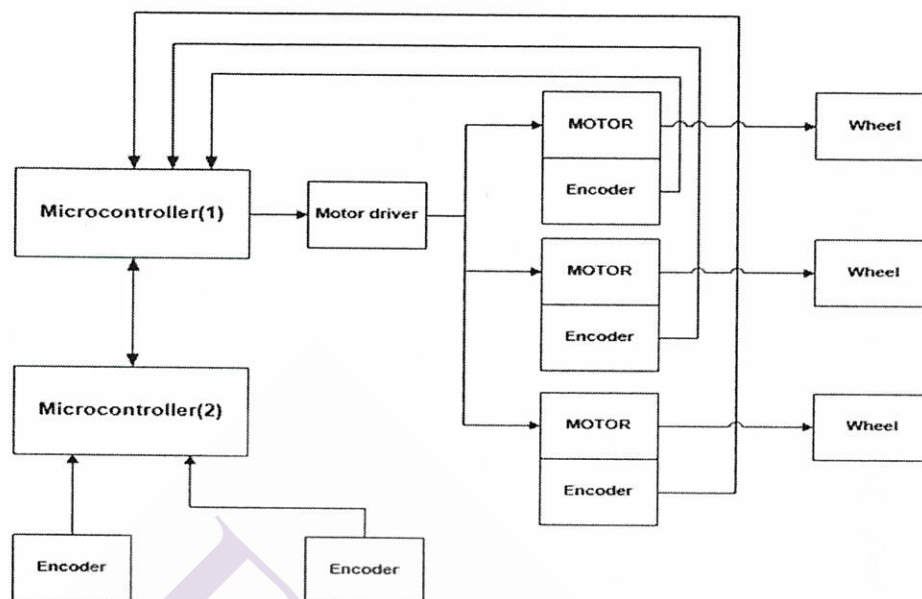 MOTOR
Wheel
Encoder
Microcontroller(1)
Motor driver
MOTOR
Wheel
Encoder
Microcontroller(2)
MOTOR
Wheel
Encoder
Encoder
Encoder